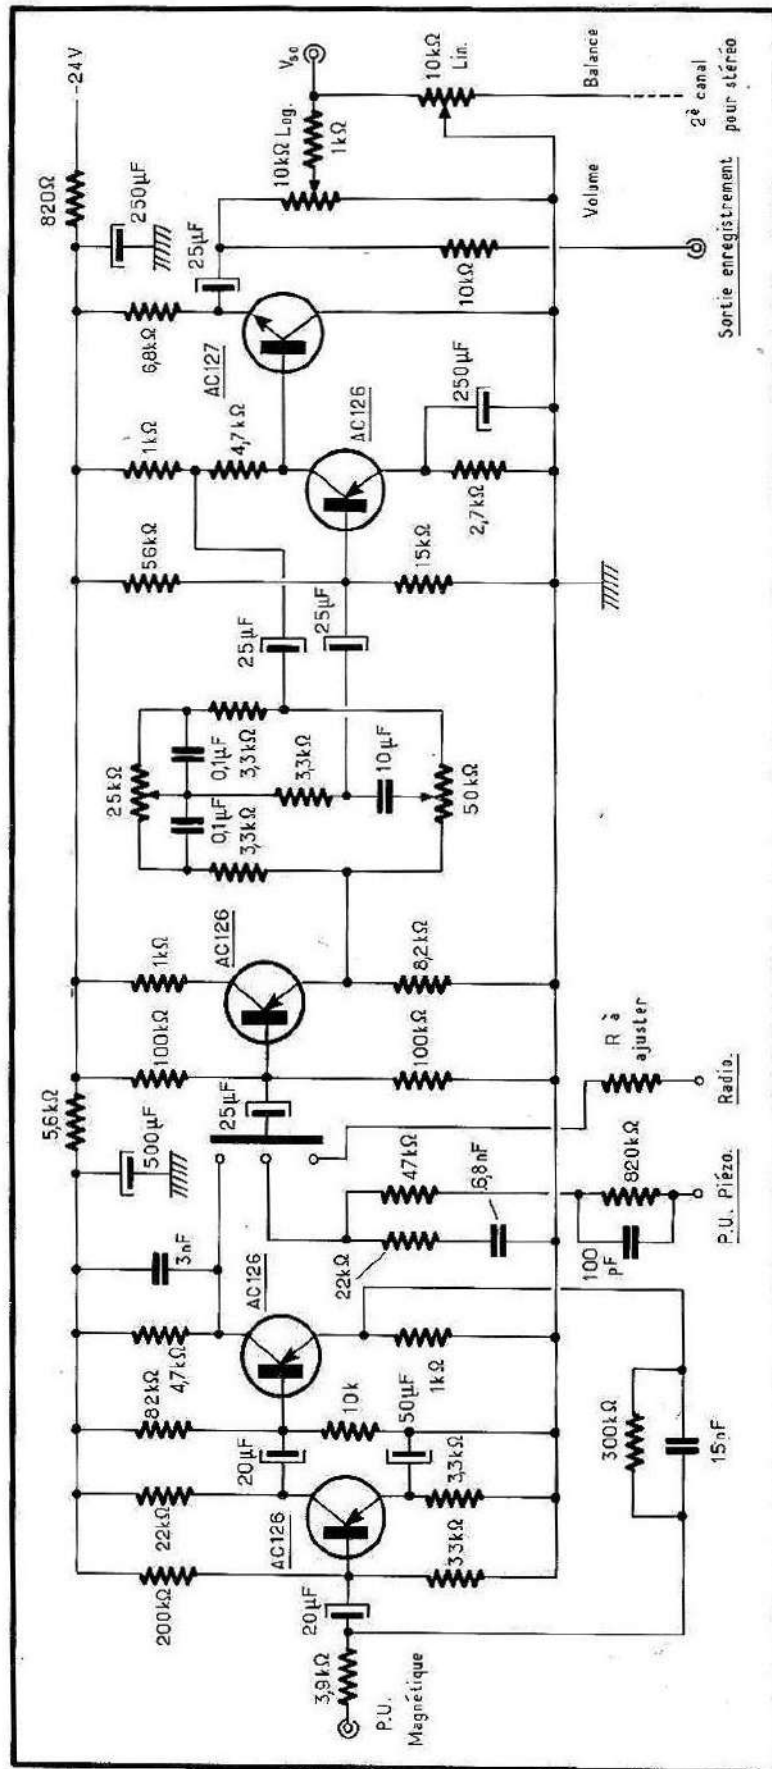 P.U.
Magnétique
3,9kΩ
20µF
200kΩ
33kΩ
22kΩ
AC126
3,3kΩ
20µF
50µF
82kΩ
10k
4,7kΩ
AC126
1kΩ
300kΩ
15nF
3nF
500µF
5,6kΩ
22kΩ
6,8nF
47kΩ
100
pF
820kΩ
P.U. Piézo.
25µF
100kΩ
100kΩ
R à
ajuster
Radio.
1kΩ
AC126
8,2kΩ
25kΩ
0,1µF
3,3kΩ
0,1µF
3,3kΩ
3,3kΩ
10µF
50kΩ
25µF
25µF
56kΩ
15kΩ
1kΩ
4,7kΩ
AC126
2,7kΩ
250µF
6,8kΩ
AC127
25µF
250µF
820Ω
-24V
10kΩ
Sortie enregistrement
10kΩ Log.
Volume
1kΩ
Vso
10kΩ
Lin.
Balance
2è canal
pour stéréo